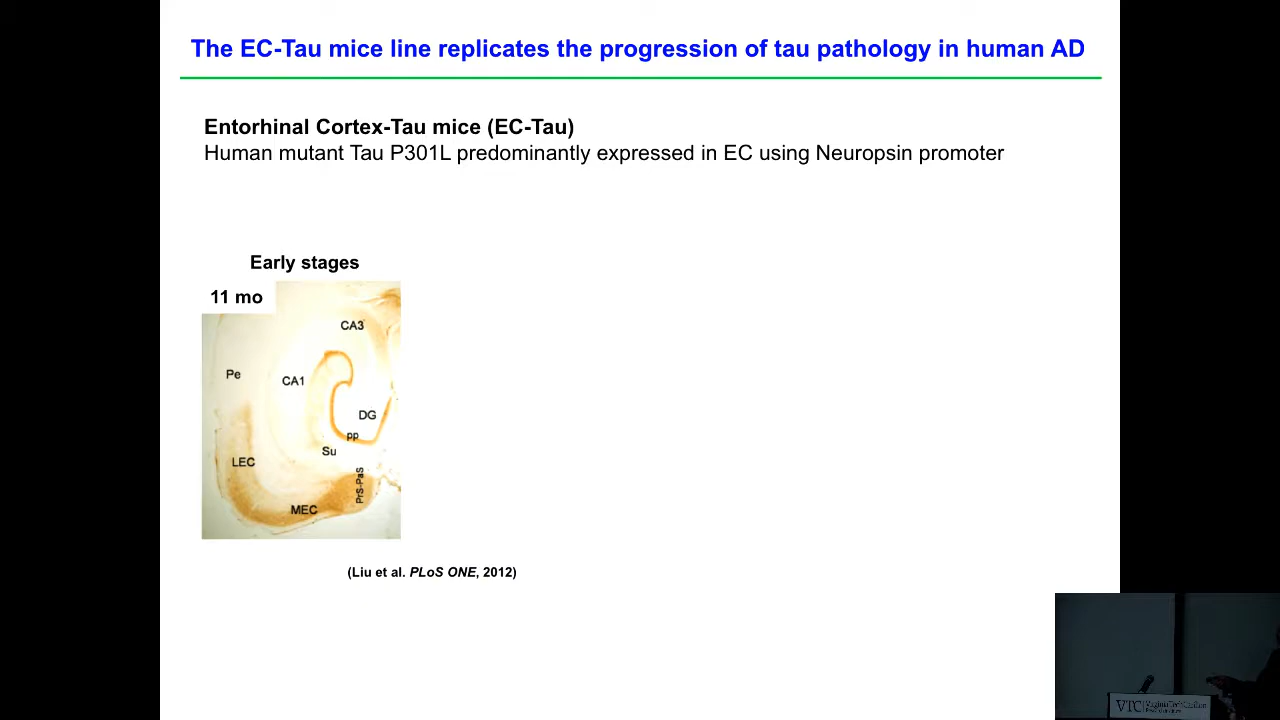 The EC-Tau mice line replicates the progression of tau pathology in human AD
Entorhinal Cortex-Tau mice (EC-Tau)
Human mutant Tau P301L predominantly expressed in EC using Neuropsin promoter
Early stages
11 mo
CA3
Pe
CA1
DG
pp
Su
LEC
PrS-PaS
MEC
(Liu et al. PLoS ONE, 2012)
VTC